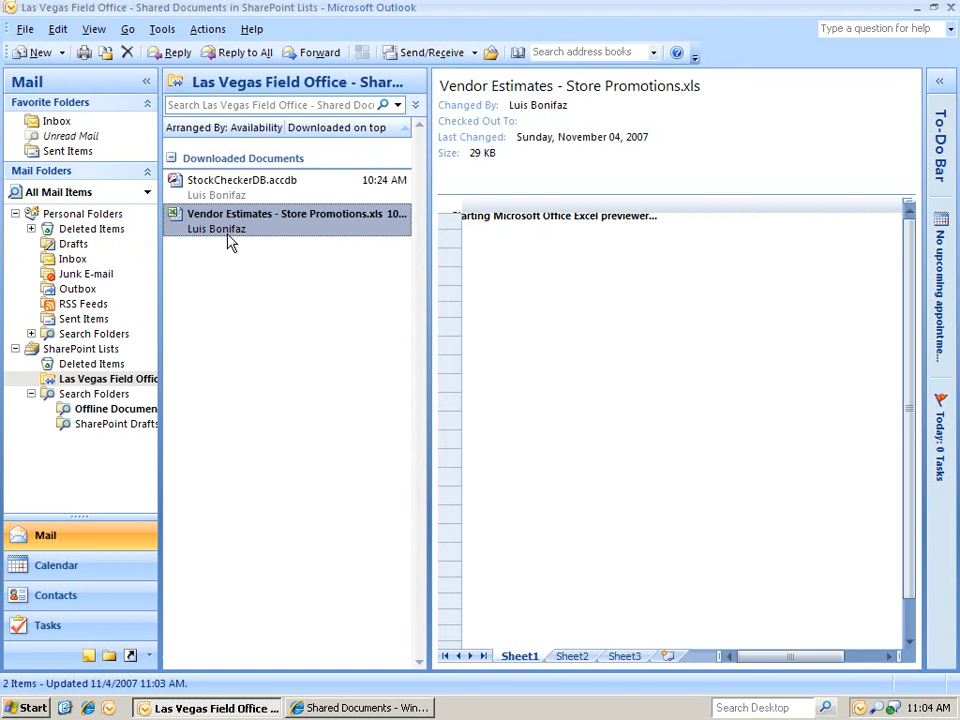 Las Vegas Field Office - Shared Documents in SharePoint Lists - Microsoft Outlook
File Edit View Go Tools Actions Help
Type a question for help
New Reply Reply to All Forward Send/Receive Search address books
Mail
Favorite Folders
Inbox
Unread Mail
Sent Items
Mail Folders
All Mail Items
Personal Folders
Deleted Items
Drafts
Inbox
Junk E-mail
Outbox
RSS Feeds
Sent Items
Search Folders
SharePoint Lists
Deleted Items
Las Vegas Field Offic
Search Folders
Offline Documen
SharePoint Drafts
Mail
Calendar
Contacts
Tasks
Las Vegas Field Office - Shar...
Search Las Vegas Field Office - Shared Docu
Arranged By: Availability Downloaded on top
Downloaded Documents
StockCheckerDB.accdb 10:24 AM
Luis Bonifaz
Vendor Estimates - Store Promotions.xls 10...
Luis Bonifaz
Vendor Estimates - Store Promotions.xls
Changed By: Luis Bonifaz
Checked Out To:
Last Changed: Sunday, November 04, 2007
Size: 29 KB
tarting Microsoft Office Excel previewer...
Sheet1 Sheet2 Sheet3
To-Do Bar
No upcoming appointme...
Today: 0 Tasks
2 Items - Updated 11/4/2007 11:03 AM.
Start Las Vegas Field Office ... Shared Documents - Win... Search Desktop 11:04 AM